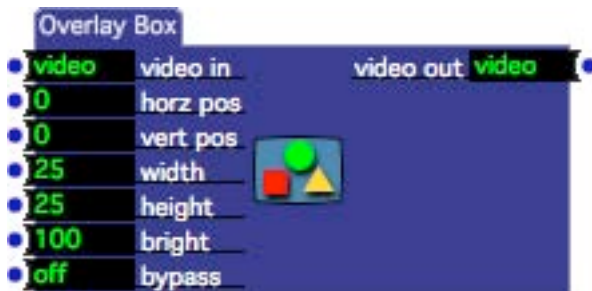 Overlay Box
video video in video out video
0 horz pos
0 vert pos
25 width
25 height
100 bright
off bypass